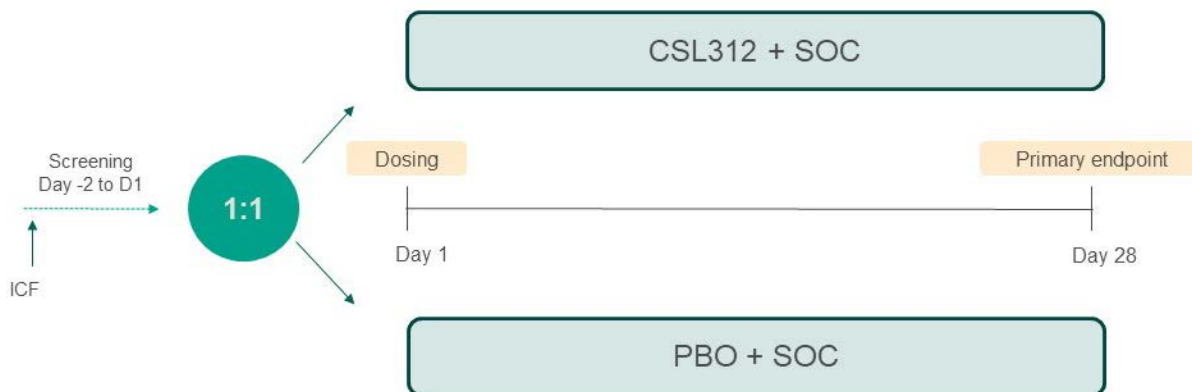 CSL312 + SOC
Screening
Day -2 to D1
Dosing
Primary endpoint
1:1
Day 1
Day 28
ICF
PBO + SOC